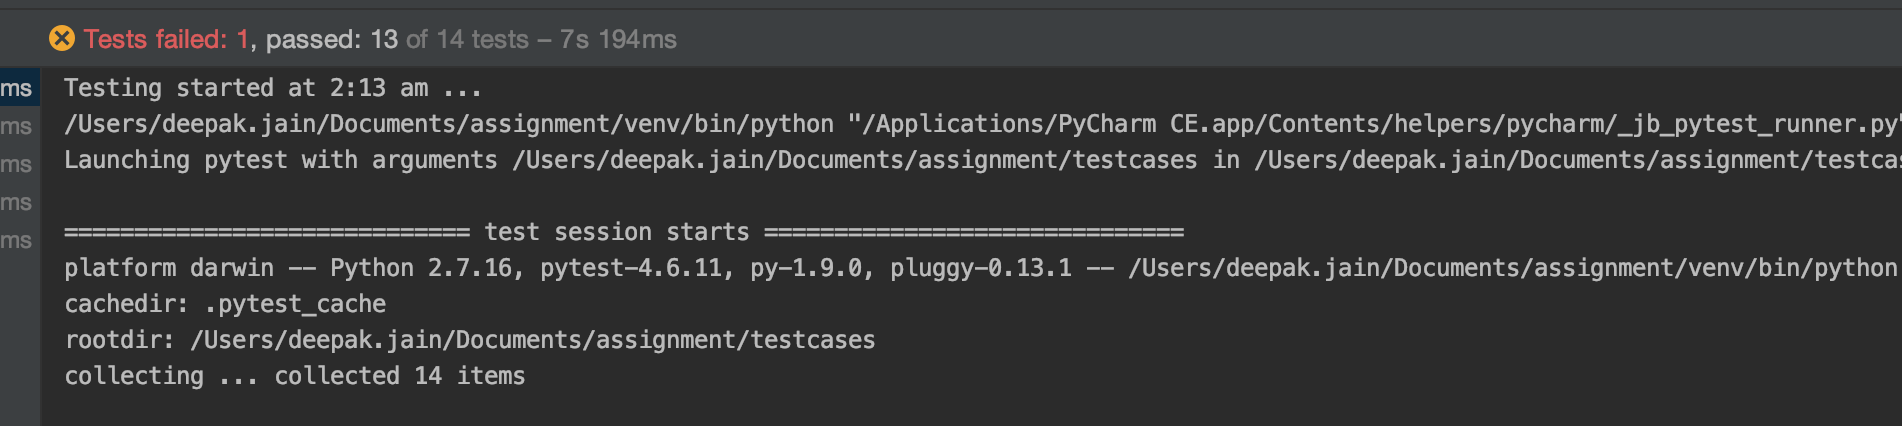 Tests failed: 1, passed: 13 of 14 tests – 7s 194ms
ms Testing started at 2:13 am ...
ms /Users/deepak.jain/Documents/assignment/venv/bin/python "/Applications/PyCharm CE.app/Contents/helpers/pycharm/_jb_pytest_runner.py"
ms Launching pytest with arguments /Users/deepak.jain/Documents/assignment/testcases in /Users/deepak.jain/Documents/assignment/testcas
ms
ms ============================= test session starts ==============================
platform darwin -- Python 2.7.16, pytest-4.6.11, py-1.9.0, pluggy-0.13.1 -- /Users/deepak.jain/Documents/assignment/venv/bin/python
cachedir: .pytest_cache
rootdir: /Users/deepak.jain/Documents/assignment/testcases
collecting ... collected 14 items